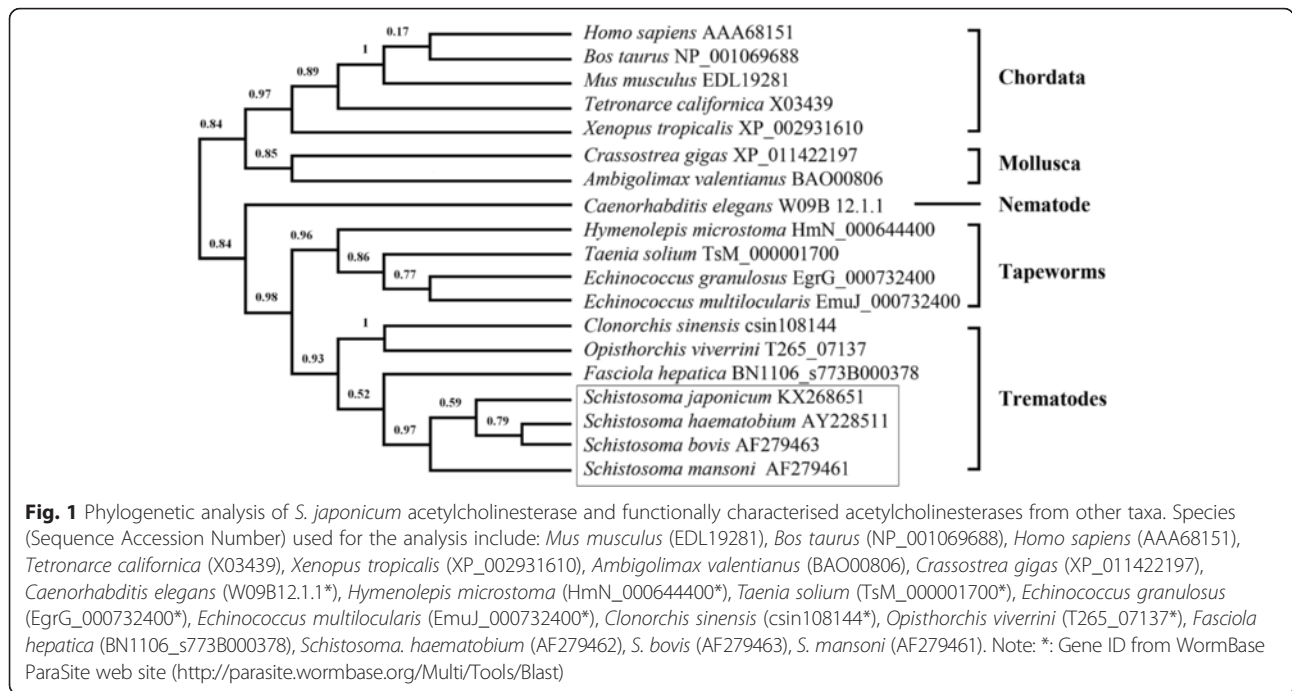 0.17
Homo sapiens AAA68151
1
Bos taurus NP_001069688
0.89
Mus musculus EDL19281
Chordata
0.97
Tetronarce californica X03439
0.84
Xenopus tropicalis XP_002931610
0.85
Crassostrea gigas XP_011422197
Mollusca
Ambigolimax valentianus BAO00806
Caenorhabditis elegans W09B 12.1.1
Nematode
0.84
0.96
Hymenolepis microstoma HmN_000644400
0.86
Taenia solium TsM_000001700
Tapeworms
0.98
0.77
Echinococcus granulosus EgrG_000732400
Echinococcus multilocularis EmuJ_000732400
1
Clonorchis sinensis csin108144
0.93
Opisthorchis viverrini T265_07137
0.52
Fasciola hepatica BN1106_s773B000378
0.59
Schistosoma japonicum KX268651
Trematodes
0.97
0.79
Schistosoma haematobium AY228511
Schistosoma bovis AF279463
Schistosoma mansoni AF279461
Fig. 1 Phylogenetic analysis of S. japonicum acetylcholinesterase and functionally characterised acetylcholinesterases from other taxa. Species
(Sequence Accession Number) used for the analysis include: Mus musculus (EDL19281), Bos taurus (NP_001069688), Homo sapiens (AAA68151),
Tetronarce californica (X03439), Xenopus tropicalis (XP_002931610), Ambigolimax valentianus (BAO00806), Crassostrea gigas (XP_011422197),
Caenorhabditis elegans (W09B12.1.1*), Hymenolepis microstoma (HmN_000644400*), Taenia solium (TsM_000001700*), Echinococcus granulosus
(EgrG_000732400*), Echinococcus multilocularis (EmuJ_000732400*), Clonorchis sinensis (csin108144*), Opisthorchis viverrini (T265_07137*), Fasciola
hepatica (BN1106_s773B000378), Schistosoma. haematobium (AF279462), S. bovis (AF279463), S. mansoni (AF279461). Note: *: Gene ID from WormBase
ParaSite web site (http://parasite.wormbase.org/Multi/Tools/Blast)